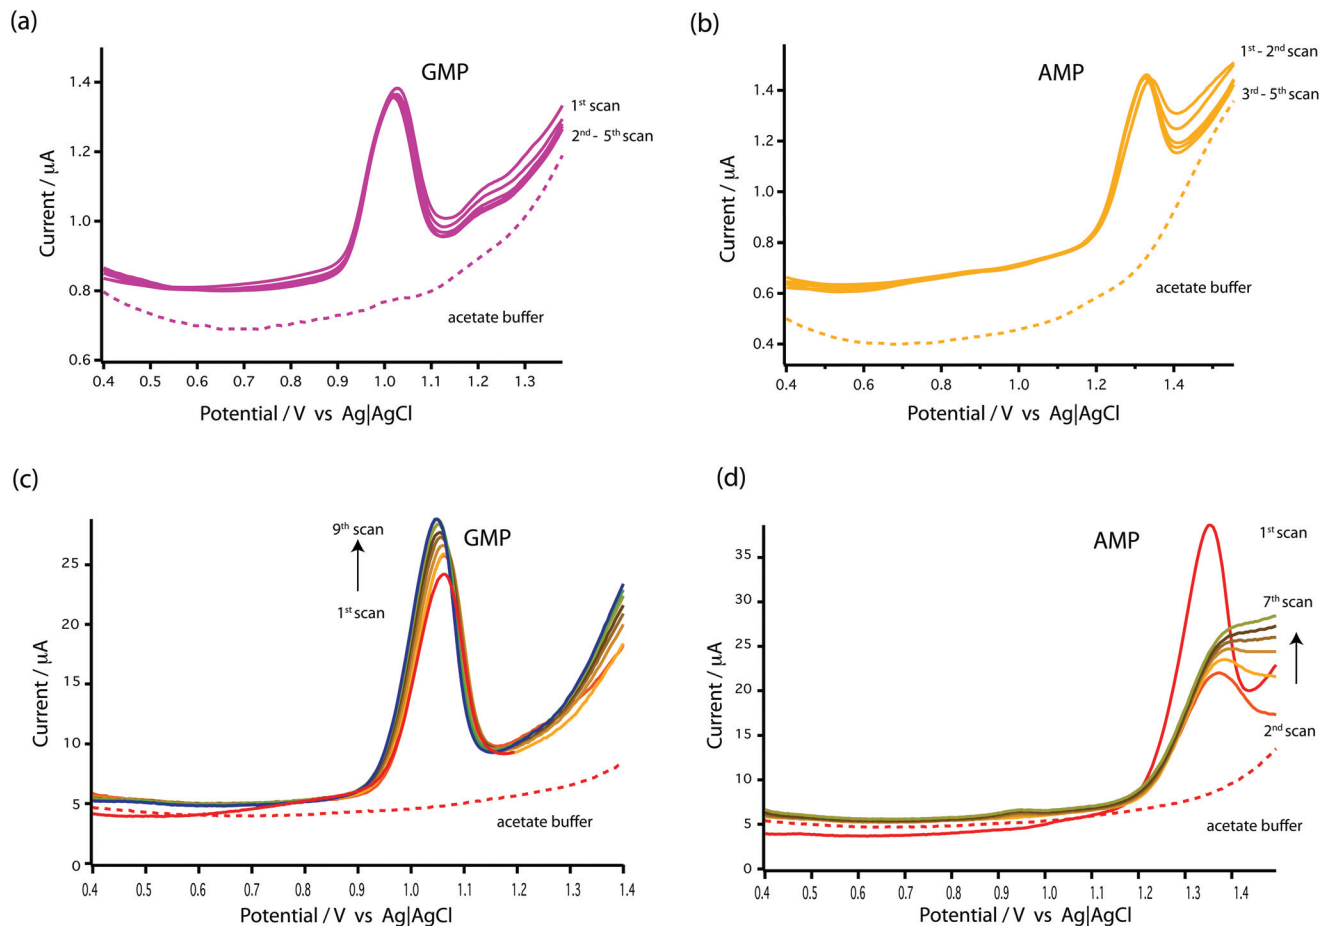 (a)
GMP
1st scan
2nd - 5th scan
acetate buffer
Current / μA
1.4
1.2
1.0
0.8
0.6
0.4 0.5 0.6 0.7 0.8 0.9 1.0 1.1 1.2 1.3
Potential / V vs Ag|AgCl
(b)
AMP
1st - 2nd scan
3rd - 5th scan
acetate buffer
Current / μA
1.4
1.2
1.0
0.8
0.6
0.4
0.4 0.6 0.8 1.0 1.2 1.4
Potential / V vs Ag|AgCl
(c)
9th scan
GMP
1st scan
acetate buffer
Current / μA
25
20
15
10
5
0
0.4 0.5 0.6 0.7 0.8 0.9 1.0 1.1 1.2 1.3 1.4
Potential / V vs Ag|AgCl
(d)
AMP
1st scan
7th scan
2nd scan
acetate buffer
Current / μA
35
30
25
20
15
10
5
0
0.4 0.5 0.6 0.7 0.8 0.9 1.0 1.1 1.2 1.3 1.4
Potential / V vs Ag|AgCl